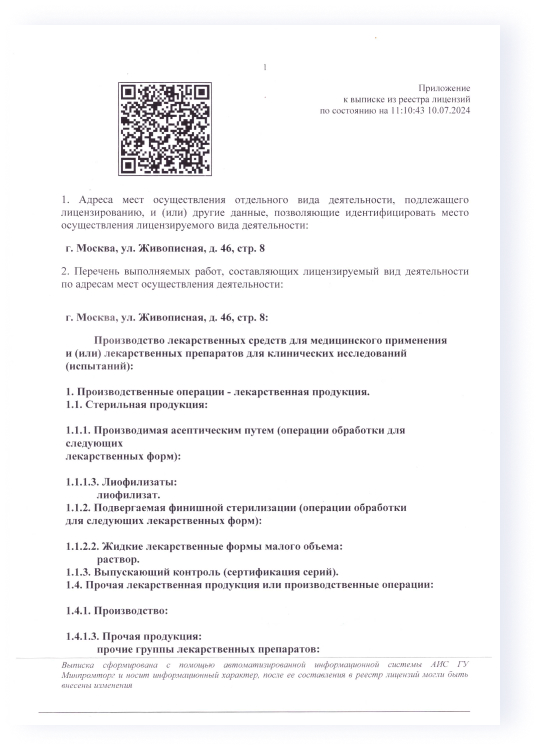 1
Приложение
к выписке из реестра лицензий
по состоянию на 11:10:43 10.07.2024
1. Адреса мест осуществления отдельного вида деятельности, подлежащего
лицензированию, и (или) другие данные, позволяющие идентифицировать место
осуществления лицензируемого вида деятельности:
г. Москва, ул. Живописная, д. 46, стр. 8
2. Перечень выполняемых работ, составляющих лицензируемый вид деятельности
по адресам мест осуществления деятельности:
г. Москва, ул. Живописная, д. 46, стр. 8:
Производство лекарственных средств для медицинского применения
и (или) лекарственных препаратов для клинических исследований
(испытаний):
1. Производственные операции - лекарственная продукция.
1.1. Стерильная продукция:
1.1.1. Производимая асептическим путем (операции обработки для
следующих
лекарственных форм):
1.1.1.3. Лиофилизаты:
лиофилизат.
1.1.2. Подвергаемая финишной стерилизации (операции обработки
для следующих лекарственных форм):
1.1.2.2. Жидкие лекарственные формы малого объема:
раствор.
1.1.3. Выпускающий контроль (сертификация серий).
1.4. Прочая лекарственная продукция или производственные операции:
1.4.1. Производство:
1.4.1.3. Прочая продукция:
прочие группы лекарственных препаратов:
Выписка сформирована с помощью автоматизированной информационной системы АИС ГУ
Минпромторг и носит информационный характер, после ее составления в реестр лицензий могли быть
внесены изменения